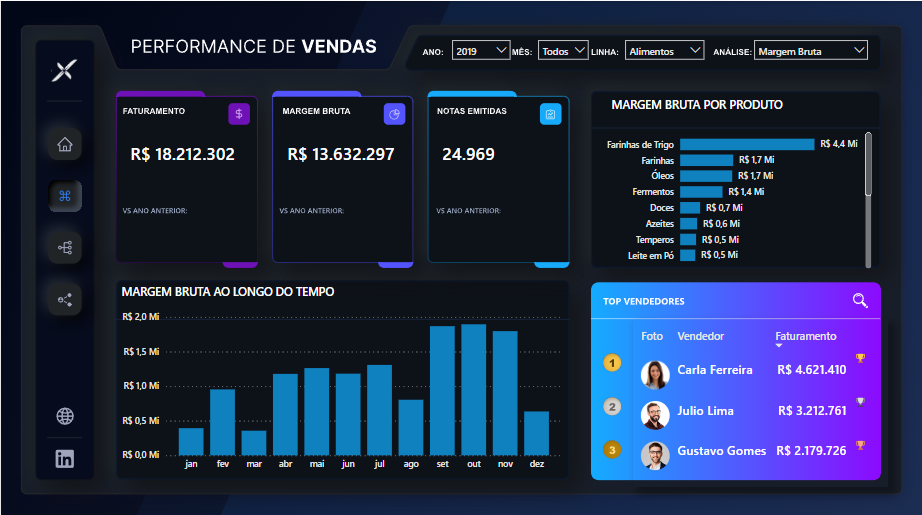 PERFORMANCE DE VENDAS
ANO: 2019 MÊS: Todos LINHA: Alimentos ANÁLISE: Margem Bruta
FATURAMENTO
$
R$ 18.212.302
VS ANO ANTERIOR:
MARGEM BRUTA
R$ 13.632.297
VS ANO ANTERIOR:
NOTAS EMITIDAS
24.969
VS ANO ANTERIOR:
MARGEM BRUTA POR PRODUTO
Farinhas de Trigo R$ 4,4 Mi
Farinhas R$ 1,7 Mi
Óleos R$ 1,7 Mi
Fermentos R$ 1,4 Mi
Doces R$ 0,7 Mi
Azeites R$ 0,6 Mi
Temperos R$ 0,5 Mi
Leite em Pó R$ 0,5 Mi
MARGEM BRUTA AO LONGO DO TEMPO
R$ 2,0 Mi
R$ 1,5 Mi
R$ 1,0 Mi
R$ 0,5 Mi
R$ 0,0 Mi
jan fev mar abr mai jun jul ago set out nov dez
TOP VENDEDORES
Foto Vendedor Faturamento
1 Carla Ferreira R$ 4.621.410
2 Julio Lima R$ 3.212.761
3 Gustavo Gomes R$ 2.179.726
in